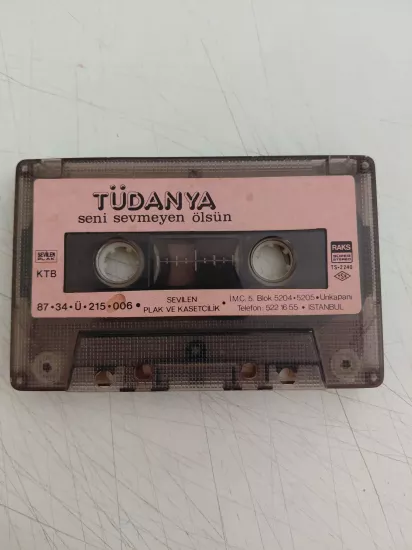 TÜDANYA
seni sevmeyen ölsün
SEVİLEN
PLAK
KTB
RAKS
87•34•Ü•215•006•
SEVİLEN
PLAK VE KASETCİLİK
•
İ.M.C. 5. Blok 5204•5205•Unkapanı
Telefon: 522 16 55 • İSTANBUL